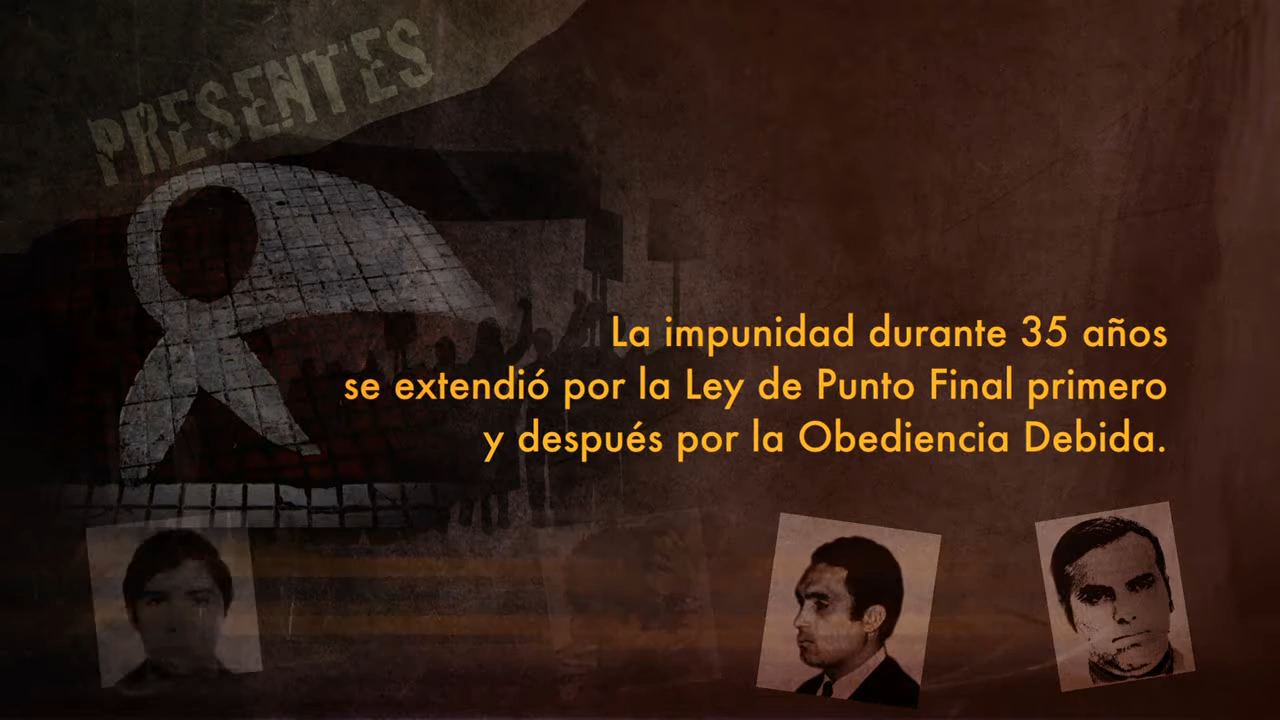 PRESENTES
La impunidad durante 35 años
se extendió por la Ley de Punto Final primero
y después por la Obediencia Debida.